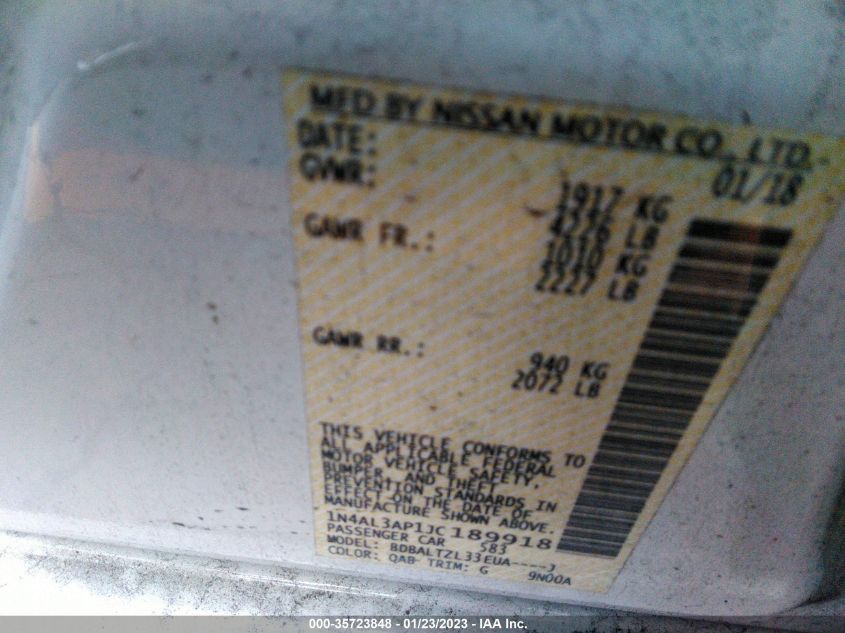 MFD BY NISSAN MOTOR CO., LTD.
DATE: 01/18
GVWR: 1917 KG
4226 LB
GAWR FR.: 1010 KG
2227 LB
GAWR RR.: 940 KG
2072 LB
THIS VEHICLE CONFORMS TO
ALL APPLICABLE FEDERAL
MOTOR VEHICLE SAFETY,
BUMPER, AND THEFT
PREVENTION STANDARDS IN
EFFECT ON THE DATE OF
MANUFACTURE SHOWN ABOVE.
1N4AL3AP1JC189918
PASSENGER CAR 583
MODEL: BDBALTZL33EUA----J
COLOR: QAB TRIM: G 9N00A
000-35723848 - 01/23/2023 - IAA Inc.